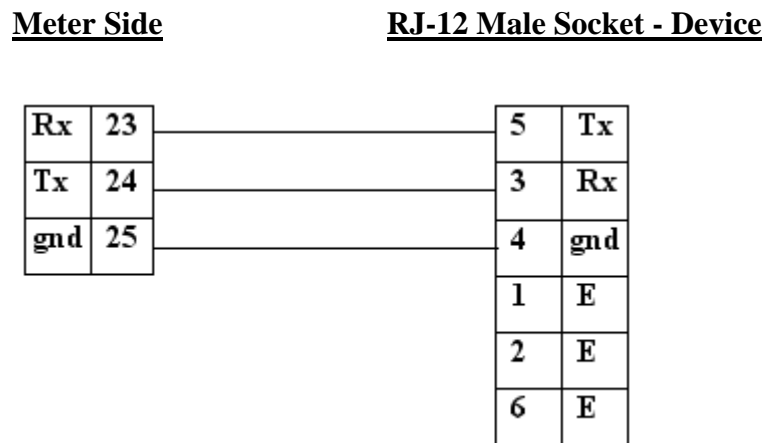 Meter Side RJ-12 Male Socket - Device
Rx 23 5 Tx
Tx 24 3 Rx
gnd 25 4 gnd
1 E
2 E
6 E